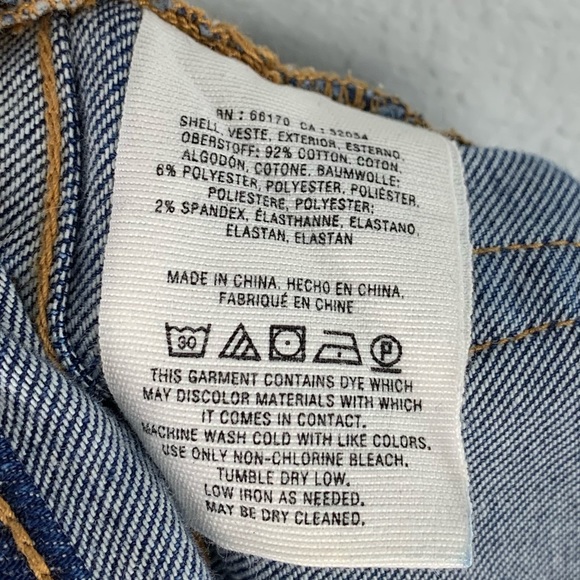 RN : 66170 CA : 32054
SHELL, VESTE, EXTERIOR, ESTERNO,
OBERSTOFF: 92% COTTON, COTON,
ALGODÓN, COTONE, BAUMWOLLE;
6% POLYESTER, POLYESTER, POLIÉSTER,
POLIESTERE, POLYESTER;
2% SPANDEX, ÉLASTHANNE, ELASTANO,
ELASTAN, ELASTAN
MADE IN CHINA, HECHO EN CHINA,
FABRIQUÉ EN CHINE
30 P
THIS GARMENT CONTAINS DYE WHICH
MAY DISCOLOR MATERIALS WITH WHICH
IT COMES IN CONTACT.
MACHINE WASH COLD WITH LIKE COLORS.
USE ONLY NON-CHLORINE BLEACH.
TUMBLE DRY LOW.
LOW IRON AS NEEDED.
MAY BE DRY CLEANED.